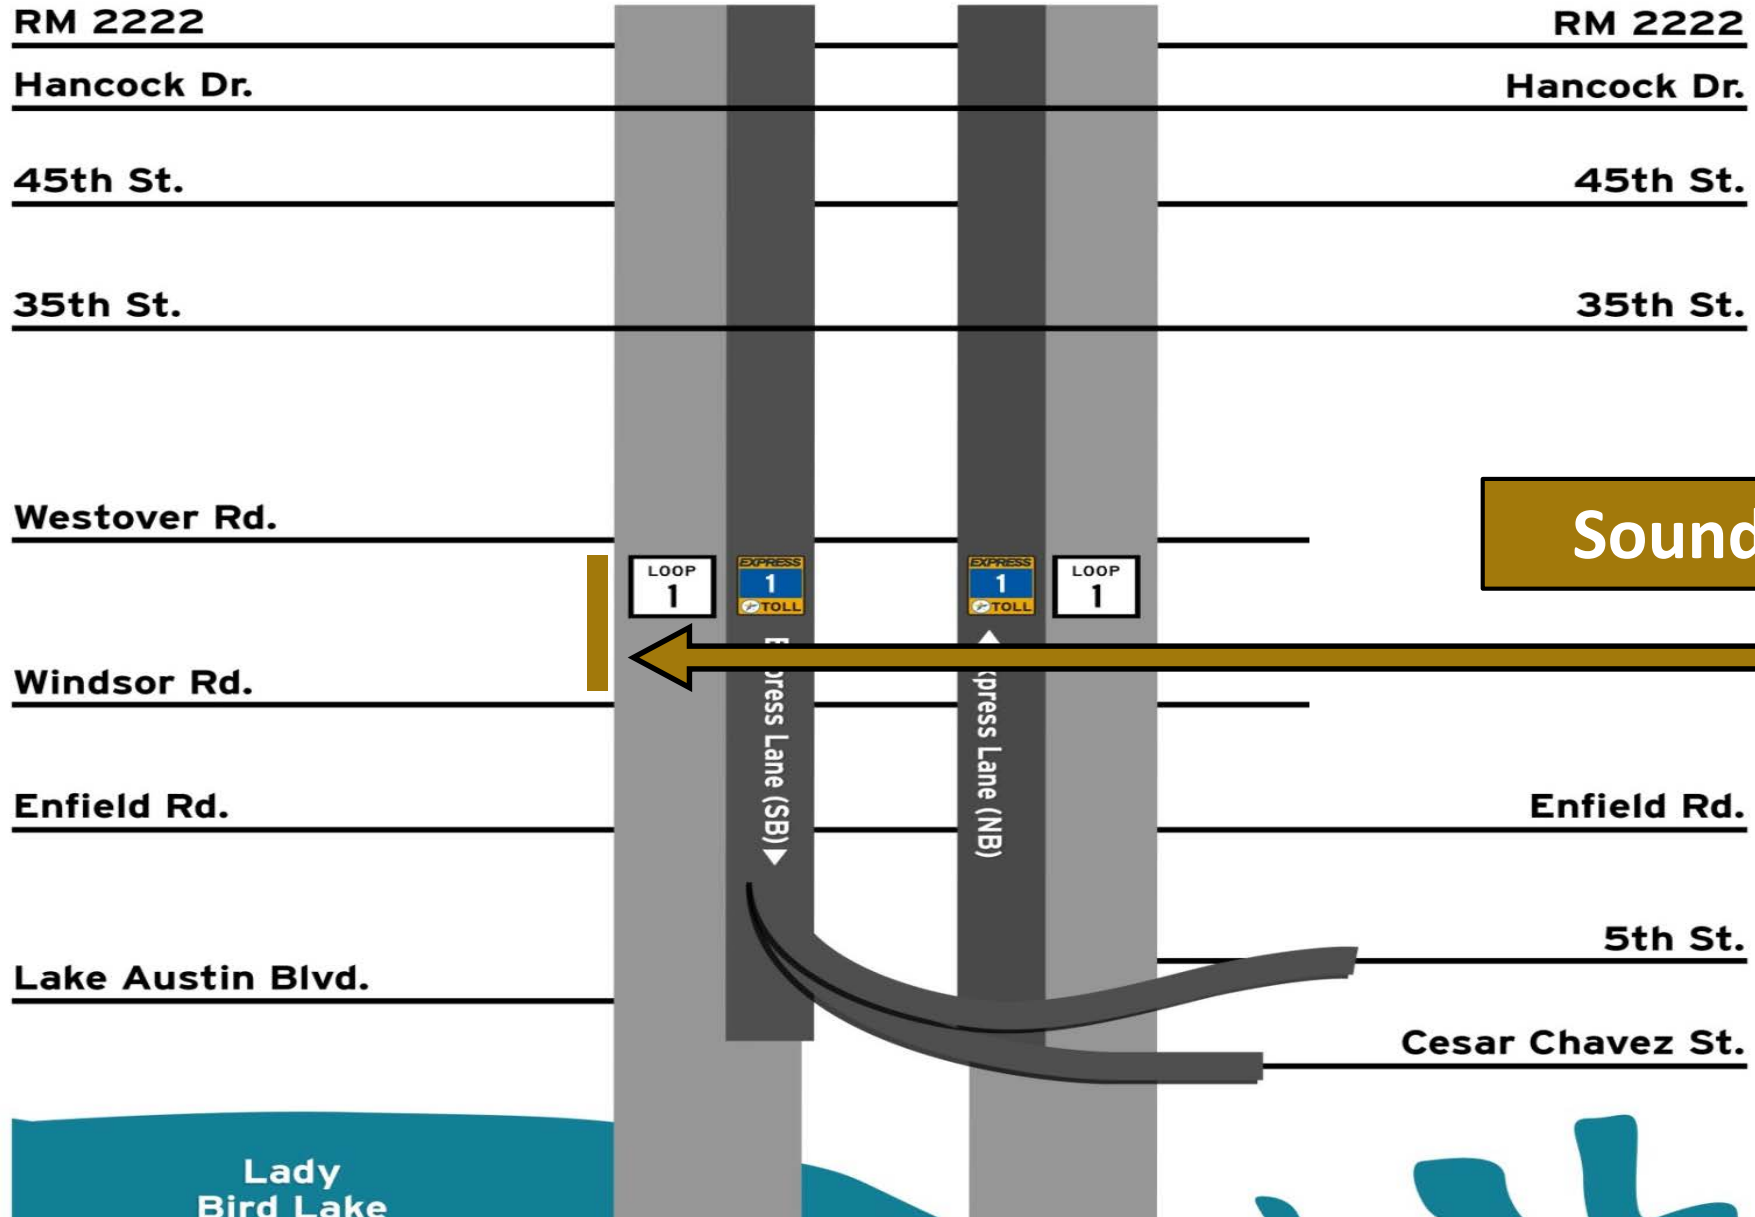 RM 2222
RM 2222
Hancock Dr.
Hancock Dr.
45th St.
45th St.
35th St.
35th St.
Westover Rd.
Sound
LOOP
1
EXPRESS
1
TOLL
EXPRESS
1
TOLL
LOOP
1
Windsor Rd.
Lane (SB)
Lane (NB)
Enfield Rd.
Enfield Rd.
5th St.
Lake Austin Blvd.
Cesar Chavez St.
Lady
Bird Lake